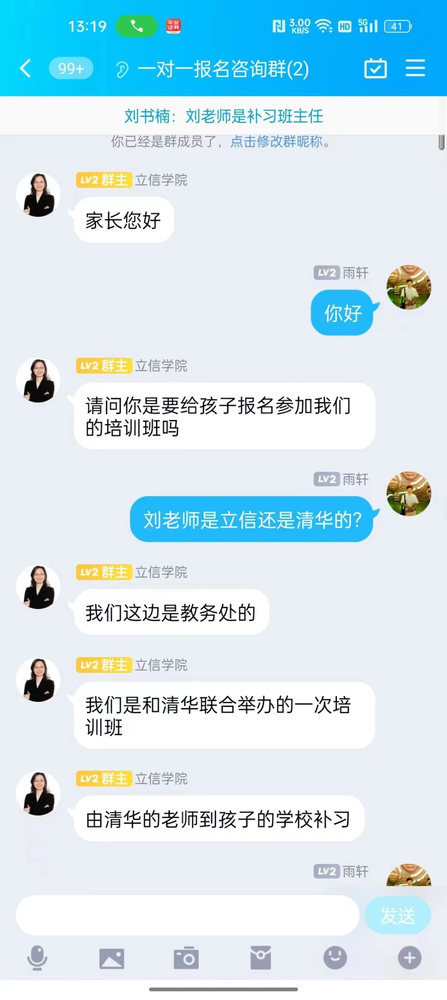 13:19
平安
证券
3.00
KB/S
HD
5G
41
99+
一对一报名咨询群(2)
刘书楠：刘老师是补习班主任
你已经是群成员了，点击修改群昵称。
LV2 群主 立信学院
家长您好
LV2 雨轩
你好
LV2 群主 立信学院
请问你是要给孩子报名参加我们
的培训班吗
LV2 雨轩
刘老师是立信还是清华的？
LV2 群主 立信学院
我们这边是教务处的
LV2 群主 立信学院
我们是和清华联合举办的一次培
训班
LV2 群主 立信学院
由清华的老师到孩子的学校补习
LV2 雨轩
发送